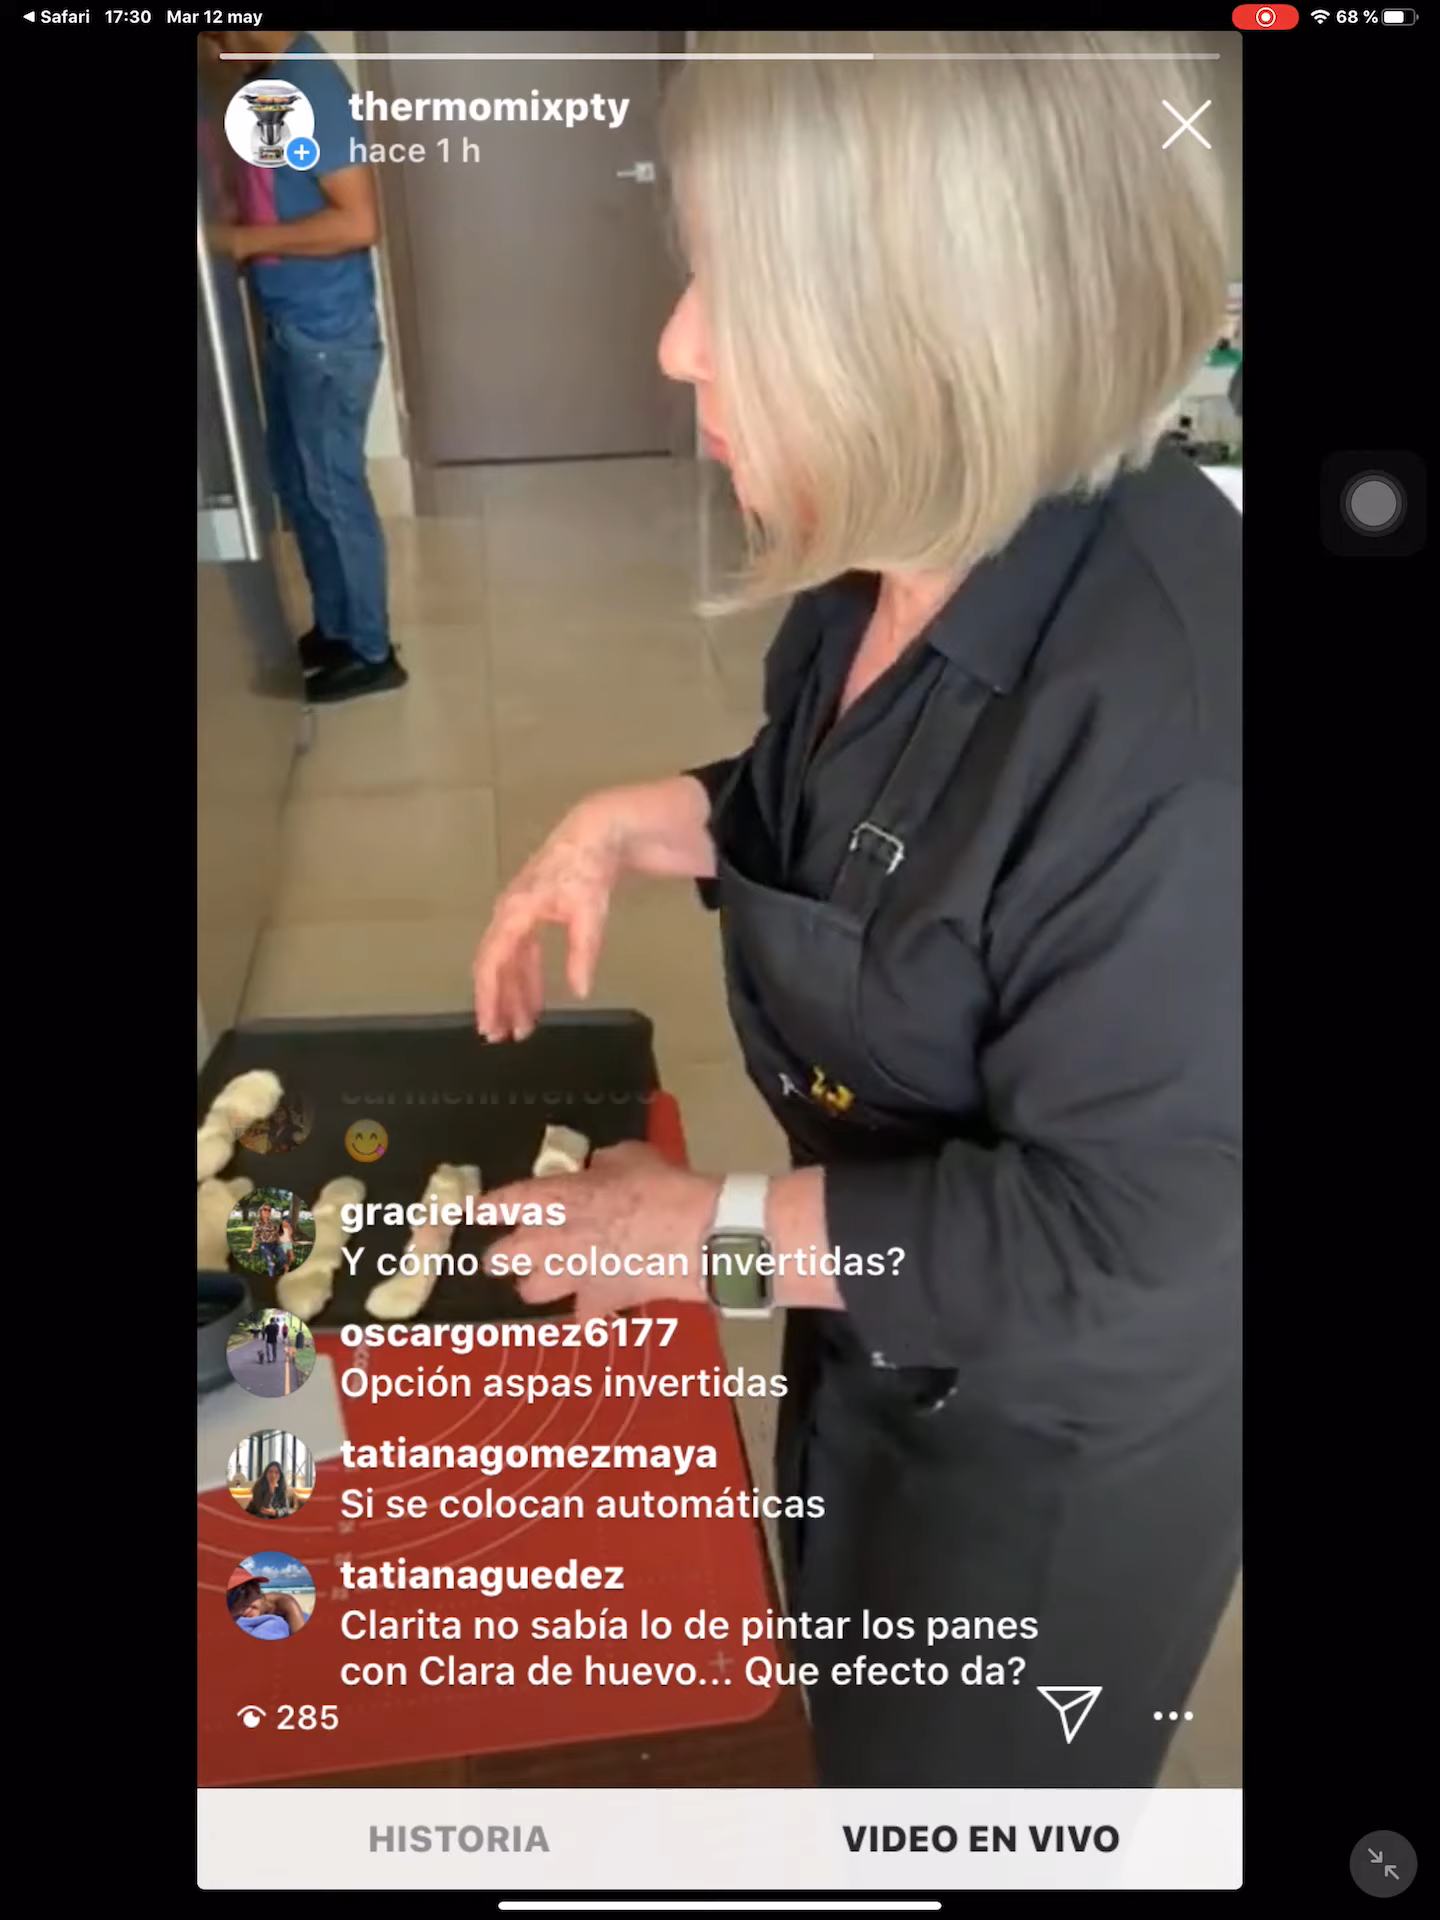 Safari 17:30 Mar 12 may
68 %
thermomixpty
hace 1 h
gracielavas
Y cómo se colocan invertidas?
oscargomez6177
Opción aspas invertidas
tatianagomezmaya
Si se colocan automáticas
tatianaguedez
Clarita no sabía lo de pintar los panes
con Clara de huevo... Que efecto da?
285
HISTORIA
VIDEO EN VIVO